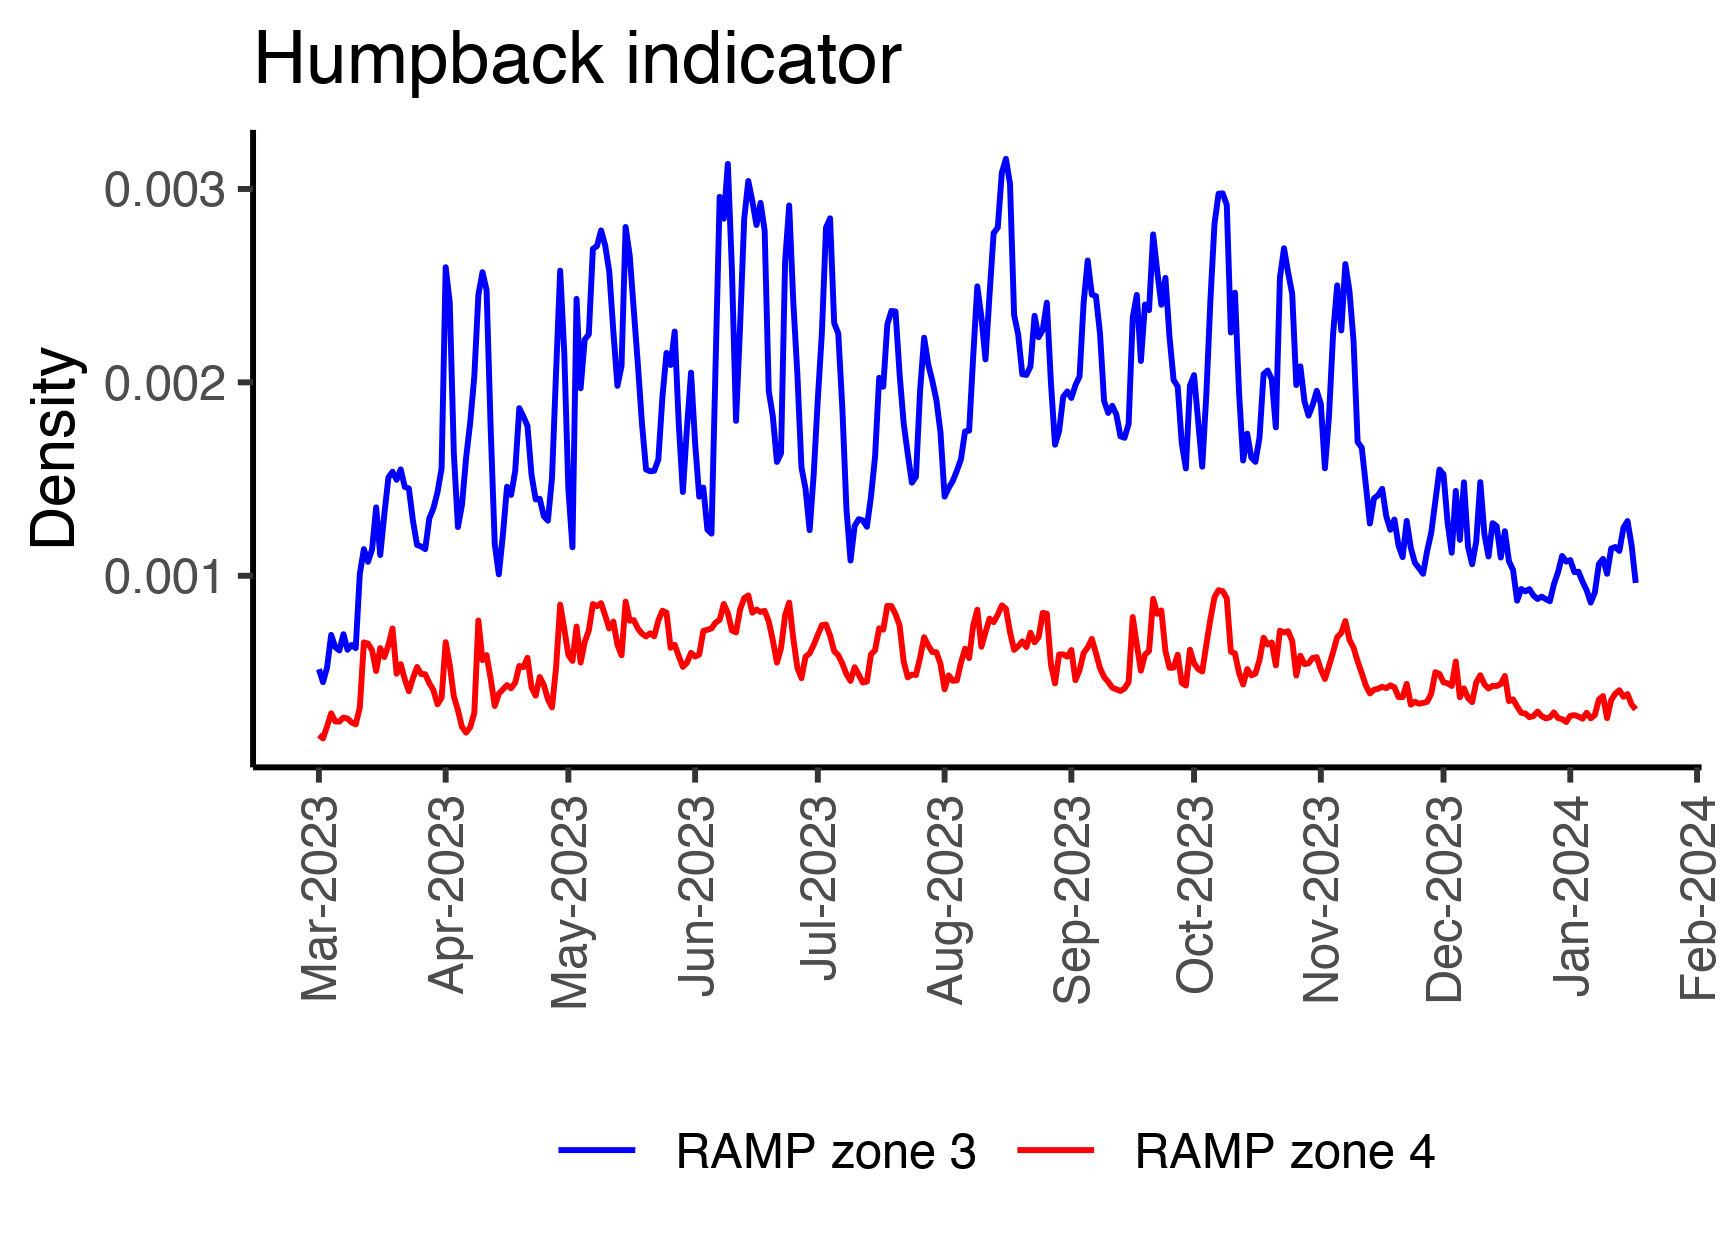 Humpback indicator
Density
0.003
0.002
0.001
Mar-2023
Apr-2023
May-2023
Jun-2023
Jul-2023
Aug-2023
Sep-2023
Oct-2023
Nov-2023
Dec-2023
Jan-2024
Feb-2024
RAMP zone 3
RAMP zone 4